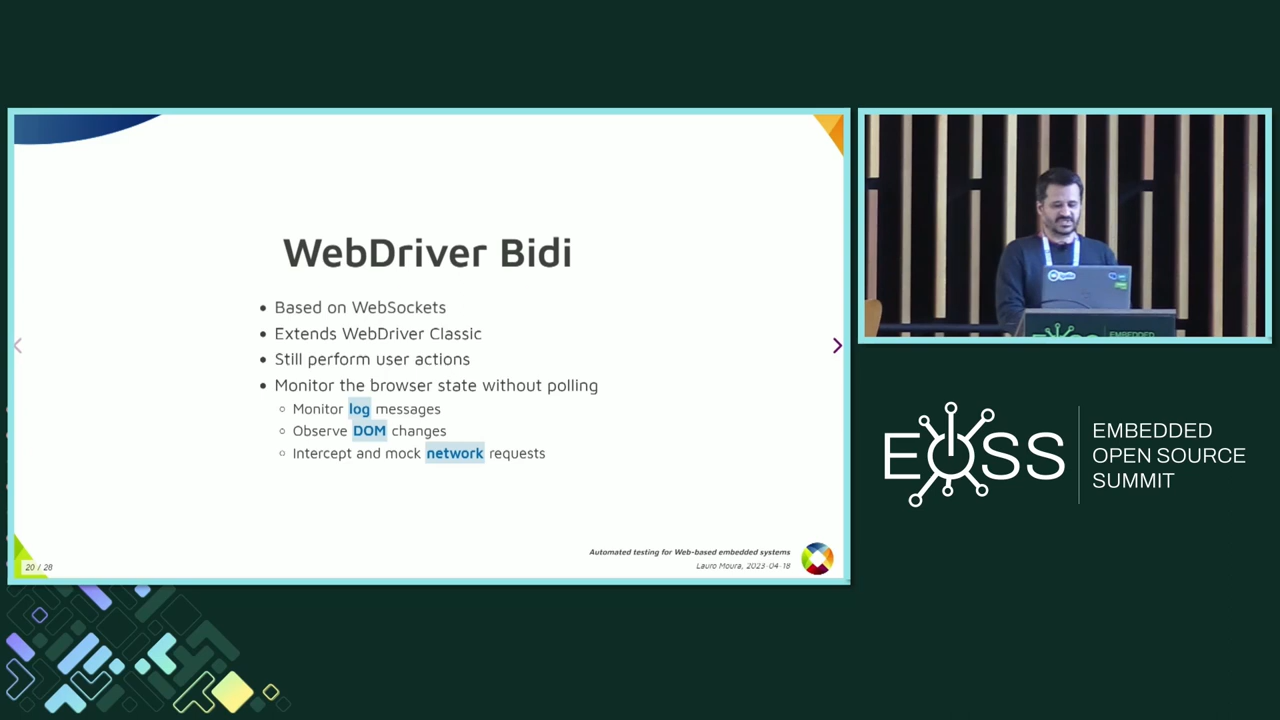 WebDriver Bidi
Based on WebSockets
Extends WebDriver Classic
Still perform user actions
Monitor the browser state without polling
Monitor log messages
Observe DOM changes
Intercept and mock network requests
Automated testing for Web-based embedded systems
Lauro Moura, 2023-04-18
20 / 28
EOSS
EMBEDDED
EOSS
EMBEDDED
OPEN SOURCE
SUMMIT